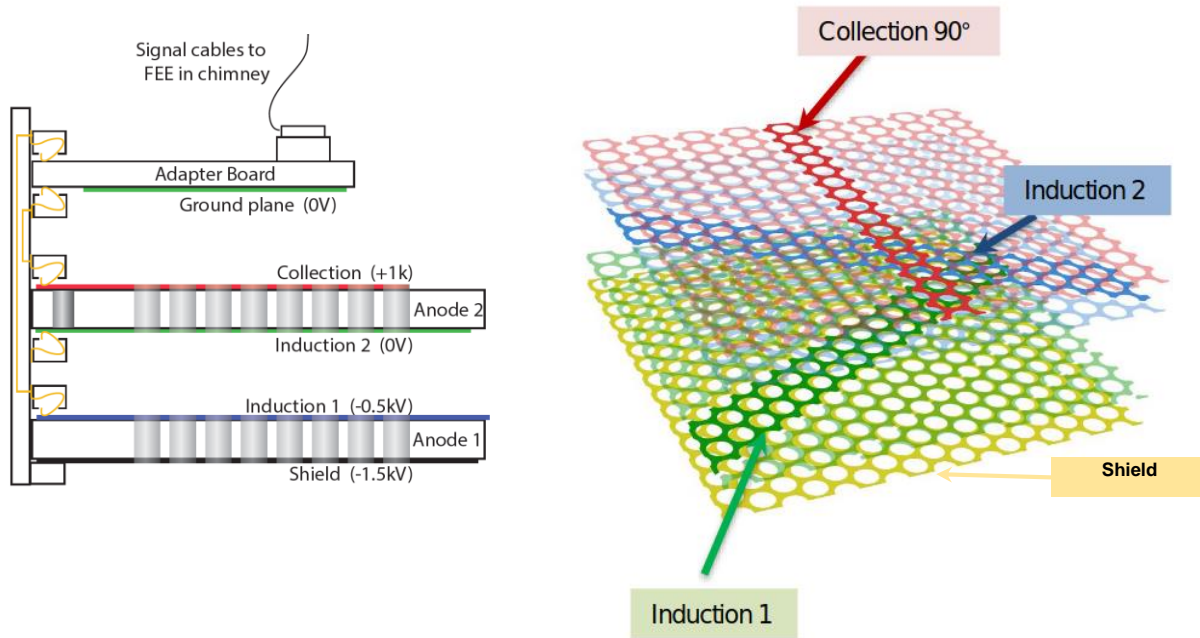 Signal cables to
FEE in chimney
Adapter Board
Ground plane (0V)
Collection (+1k)
Anode 2
Induction 2 (0V)
Induction 1 (-0.5kV)
Anode 1
Shield (-1.5kV)
Collection 90°
Induction 2
Shield
Induction 1